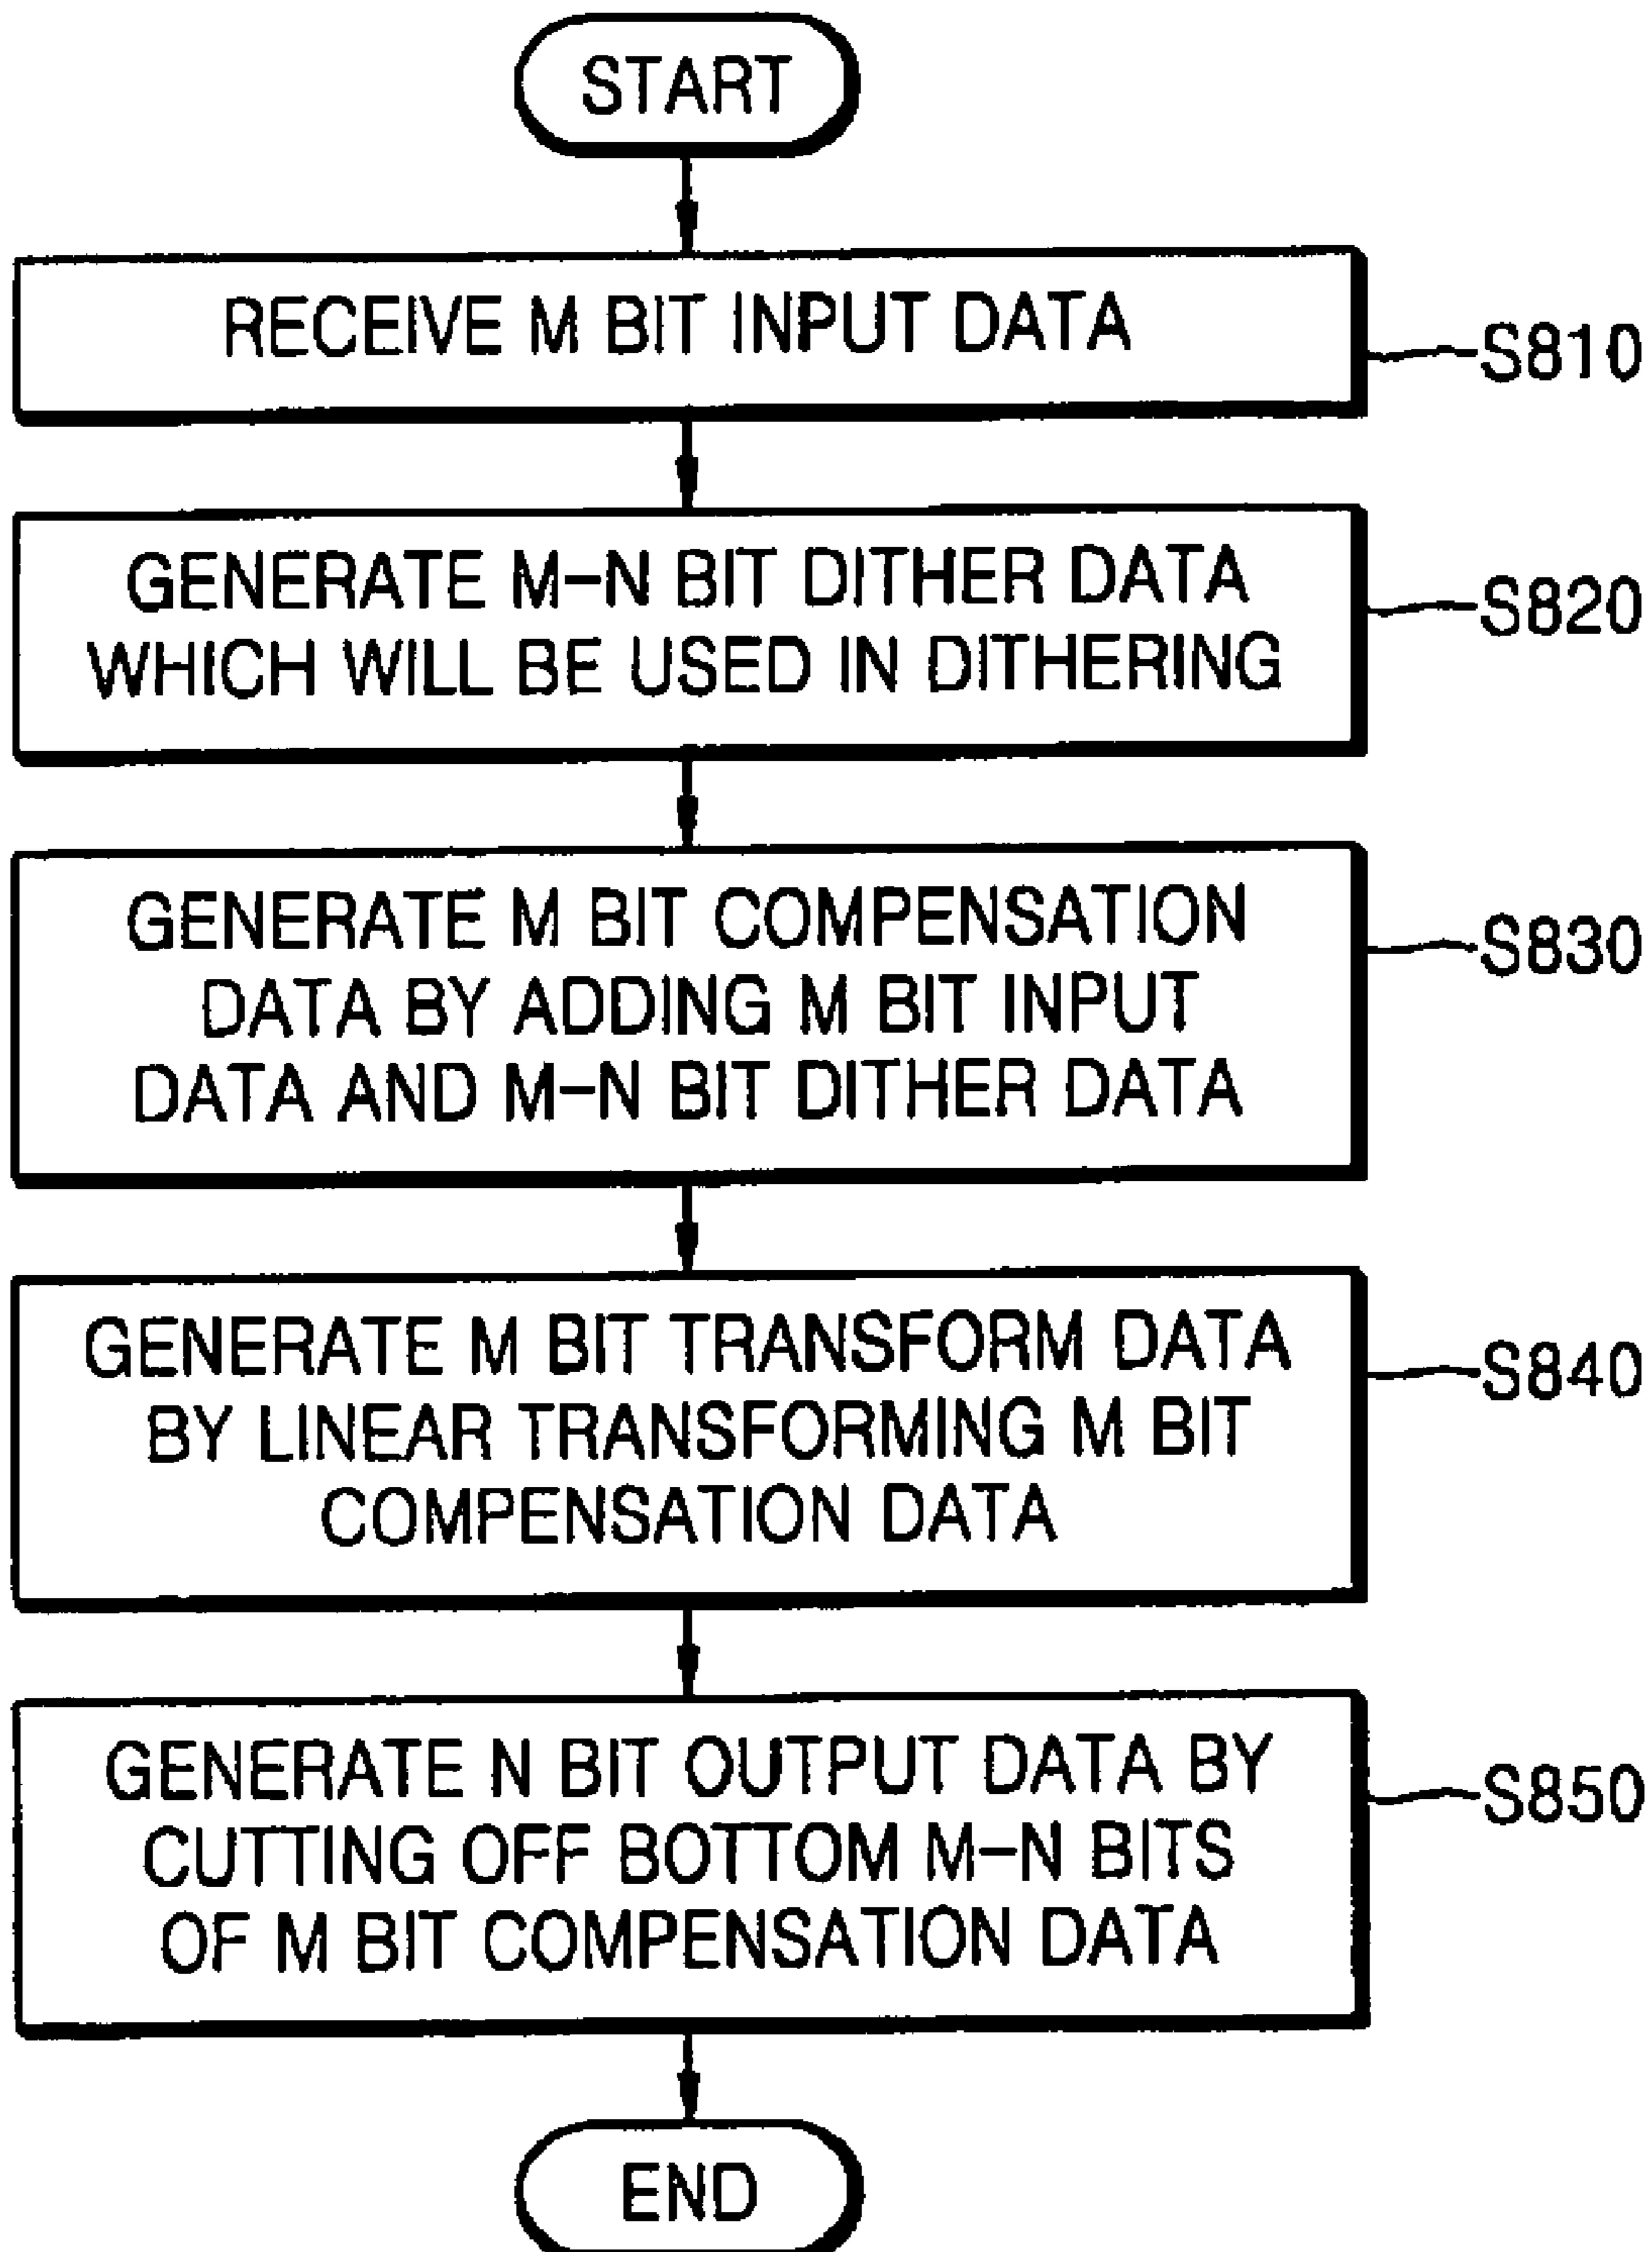 START
RECEIVE M BIT INPUT DATA
S810
GENERATE M-N BIT DITHER DATA
WHICH WILL BE USED IN DITHERING
S820
GENERATE M BIT COMPENSATION
DATA BY ADDING M BIT INPUT
DATA AND M-N BIT DITHER DATA
S830
GENERATE M BIT TRANSFORM DATA
BY LINEAR TRANSFORMING M BIT
COMPENSATION DATA
S840
GENERATE N BIT OUTPUT DATA BY
CUTTING OFF BOTTOM M-N BITS
OF M BIT COMPENSATION DATA
S850
END